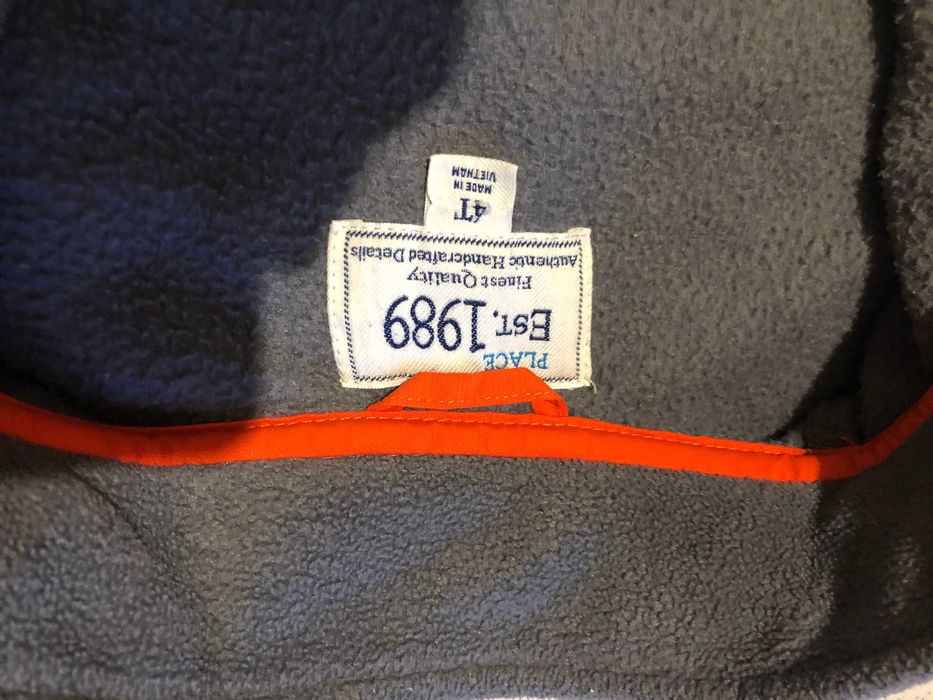 PLACE
EST. 1989
Finest Quality
Authentic Handcrafted Details
4T
MADE IN
VIETNAM